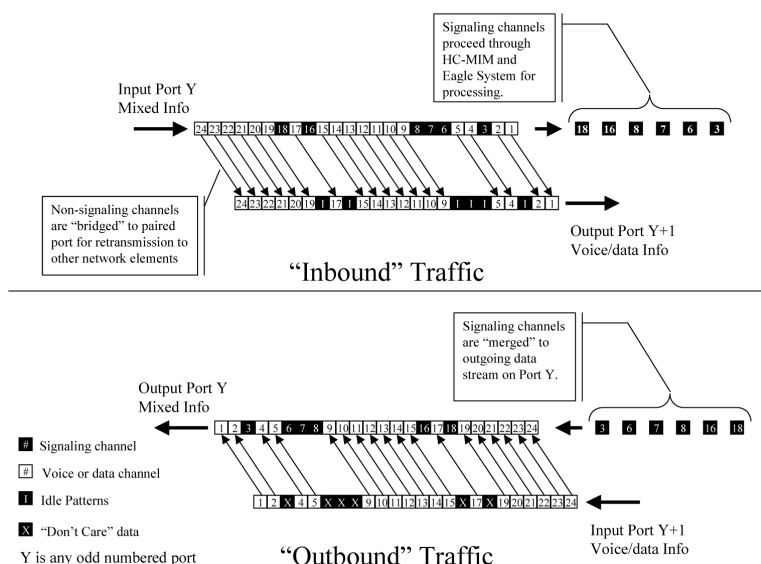 Signaling channels
proceed through
HC-MIM and
Eagle System for
processing.
Input Port Y
Mixed Info
24 23 22 21 20 19 18 17 16 15 14 13 12 11 10 9 8 7 6 5 4 3 2 1
18 16 8 7 6 3
24 23 22 21 20 19 I 17 I 15 14 13 12 11 10 9 I I I 5 4 I 2 1
Non-signaling channels
are “bridged” to paired
port for retransmission to
other network elements
Output Port Y+1
Voice/data Info
“Inbound” Traffic
Signaling channels
are “merged” to
outgoing data
stream on Port Y.
Output Port Y
Mixed Info
1 2 3 4 5 6 7 8 9 10 11 12 13 14 15 16 17 18 19 20 21 22 23 24
3 6 7 8 16 18
# Signaling channel
# Voice or data channel
I Idle Patterns
X “Don’t Care” data
Y is any odd numbered port
1 2 X 4 5 X X X 9 10 11 12 13 14 15 X 17 X 19 20 21 22 23 24
Input Port Y+1
Voice/data Info
“Outbound” Traffic